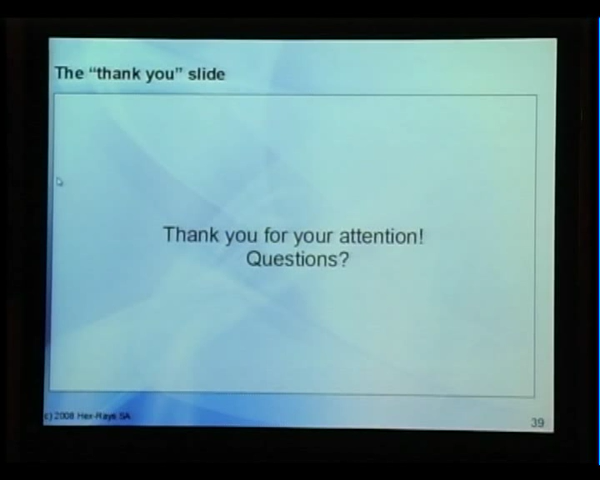 The “thank you” slide
Thank you for your attention!
Questions?
c) 2008 Hex-Rays SA
39